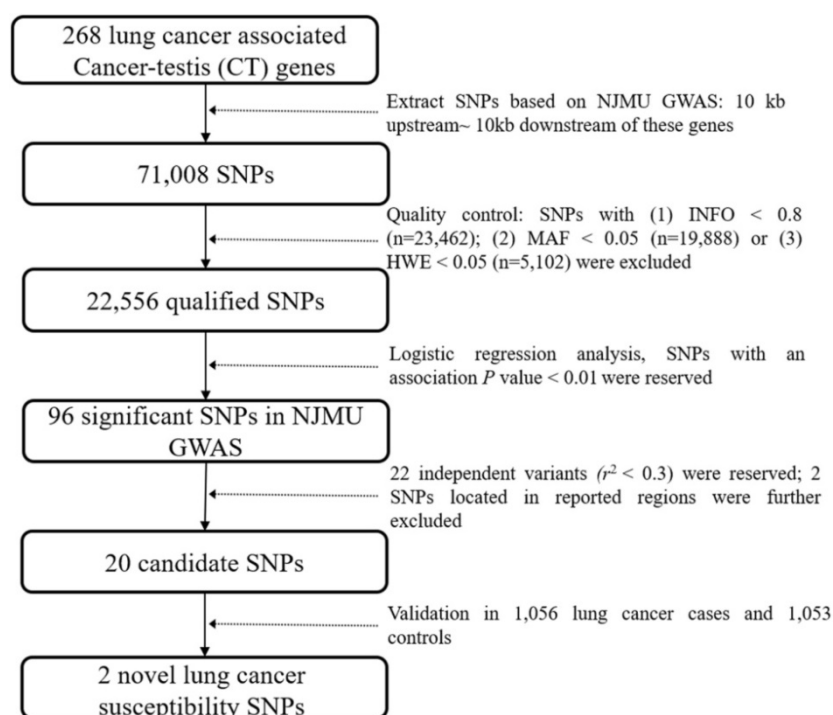 268 lung cancer associated
Cancer-testis (CT) genes
Extract SNPs based on NJMU GWAS: 10 kb
upstream~ 10kb downstream of these genes
71,008 SNPs
Quality control: SNPs with (1) INFO < 0.8
(n=23,462); (2) MAF < 0.05 (n=19,888) or (3)
HWE < 0.05 (n=5,102) were excluded
22,556 qualified SNPs
Logistic regression analysis, SNPs with an
association P value < 0.01 were reserved
96 significant SNPs in NJMU
GWAS
22 independent variants (r² < 0.3) were reserved; 2
SNPs located in reported regions were further
excluded
20 candidate SNPs
Validation in 1,056 lung cancer cases and 1,053
controls
2 novel lung cancer
susceptibility SNPs